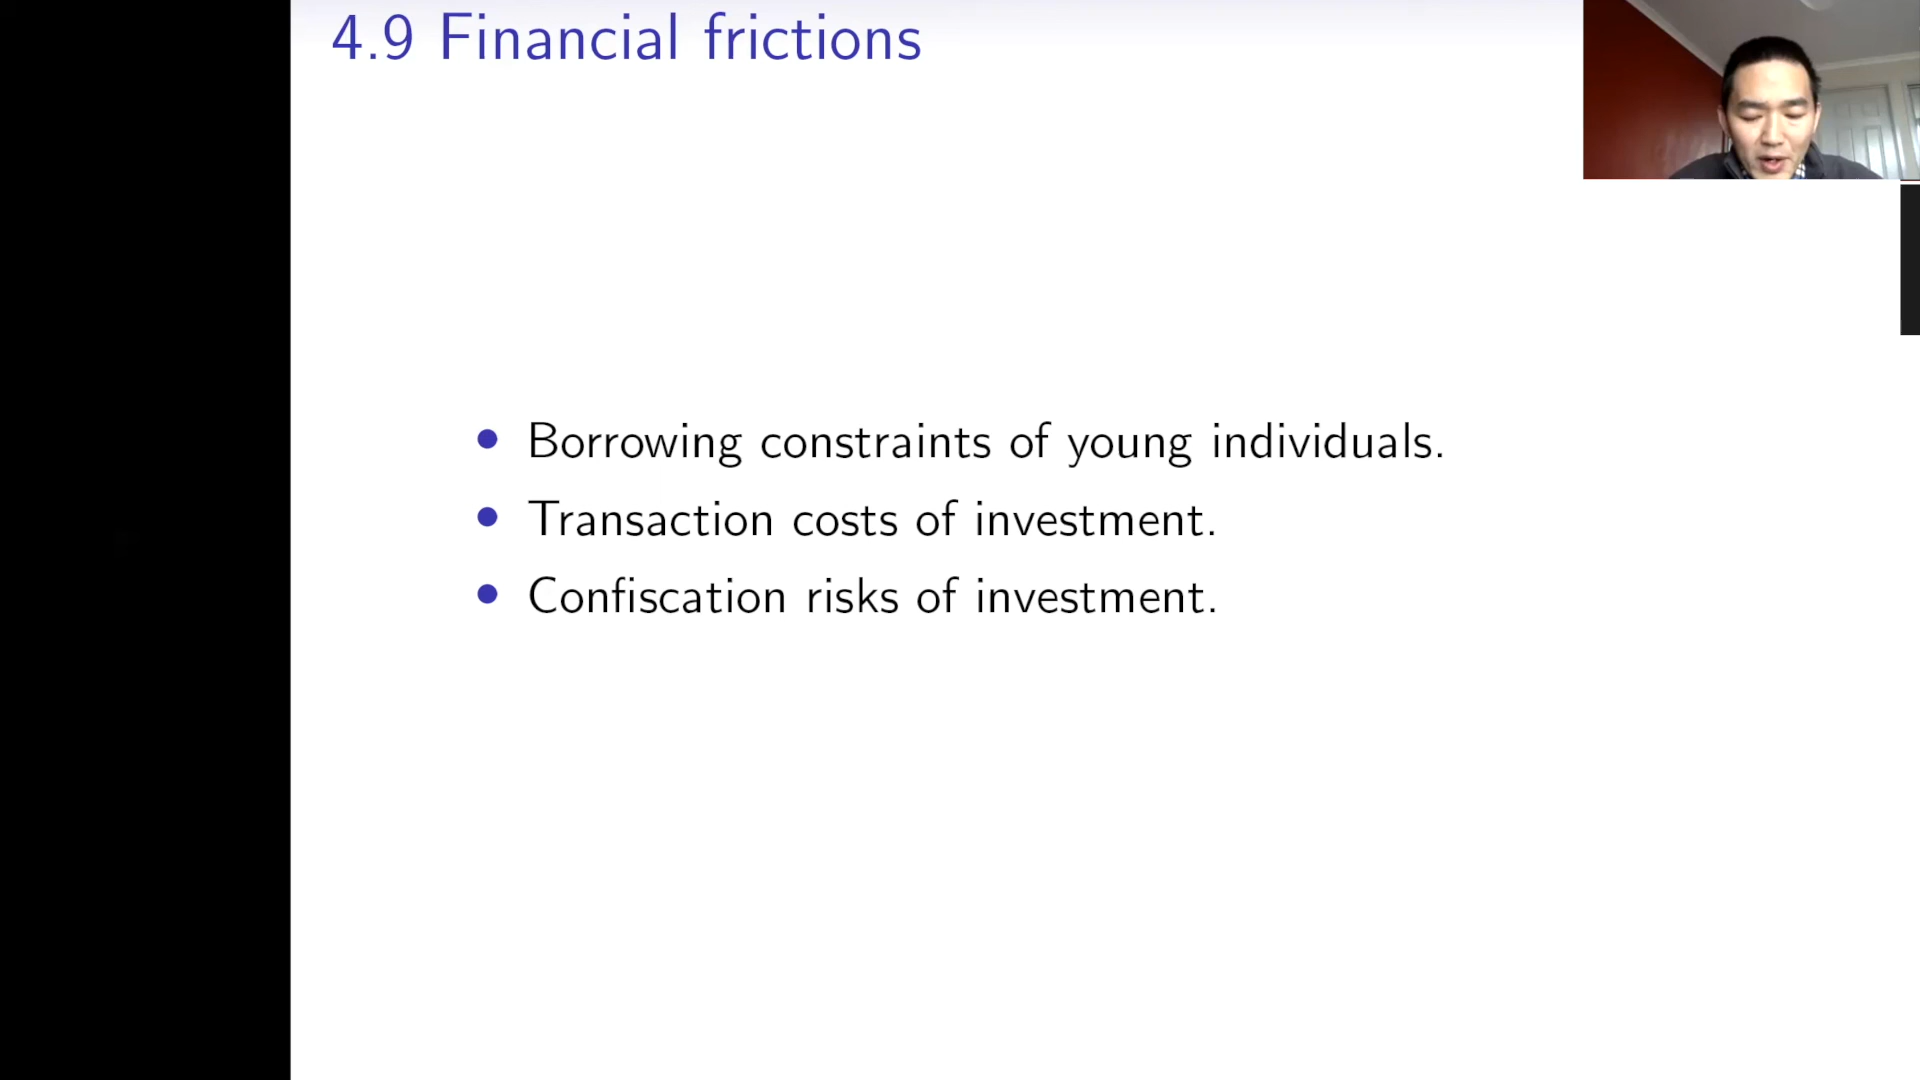 4.9 Financial frictions
• Borrowing constraints of young individuals.
• Transaction costs of investment.
• Confiscation risks of investment.